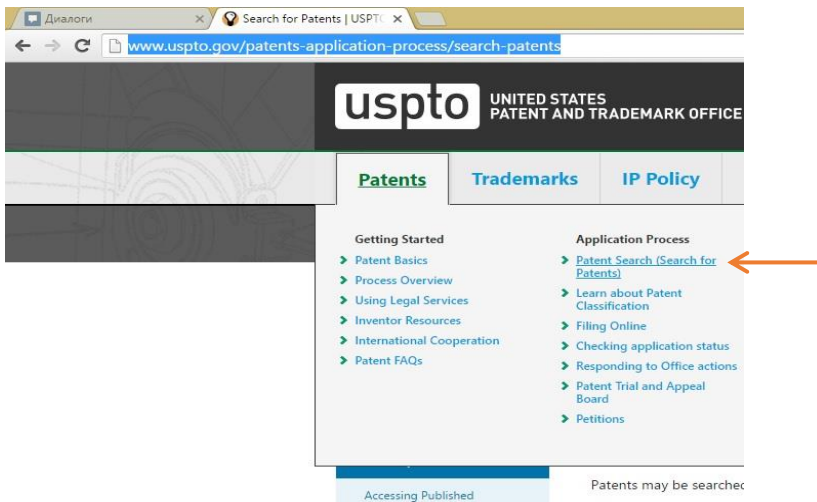 Диалоги
Search for Patents | USPT
www.uspto.gov/patents-application-process/search-patents
uspto
UNITED STATES
PATENT AND TRADEMARK OFFICE
Patents
Trademarks
IP Policy
Getting Started
Patent Basics
Process Overview
Using Legal Services
Inventor Resources
International Cooperation
Patent FAQs
Application Process
Patent Search (Search for
Patents)
Learn about Patent
Classification
Filing Online
Checking application status
Responding to Office actions
Patent Trial and Appeal
Board
Petitions
Accessing Published
Patents may be searched